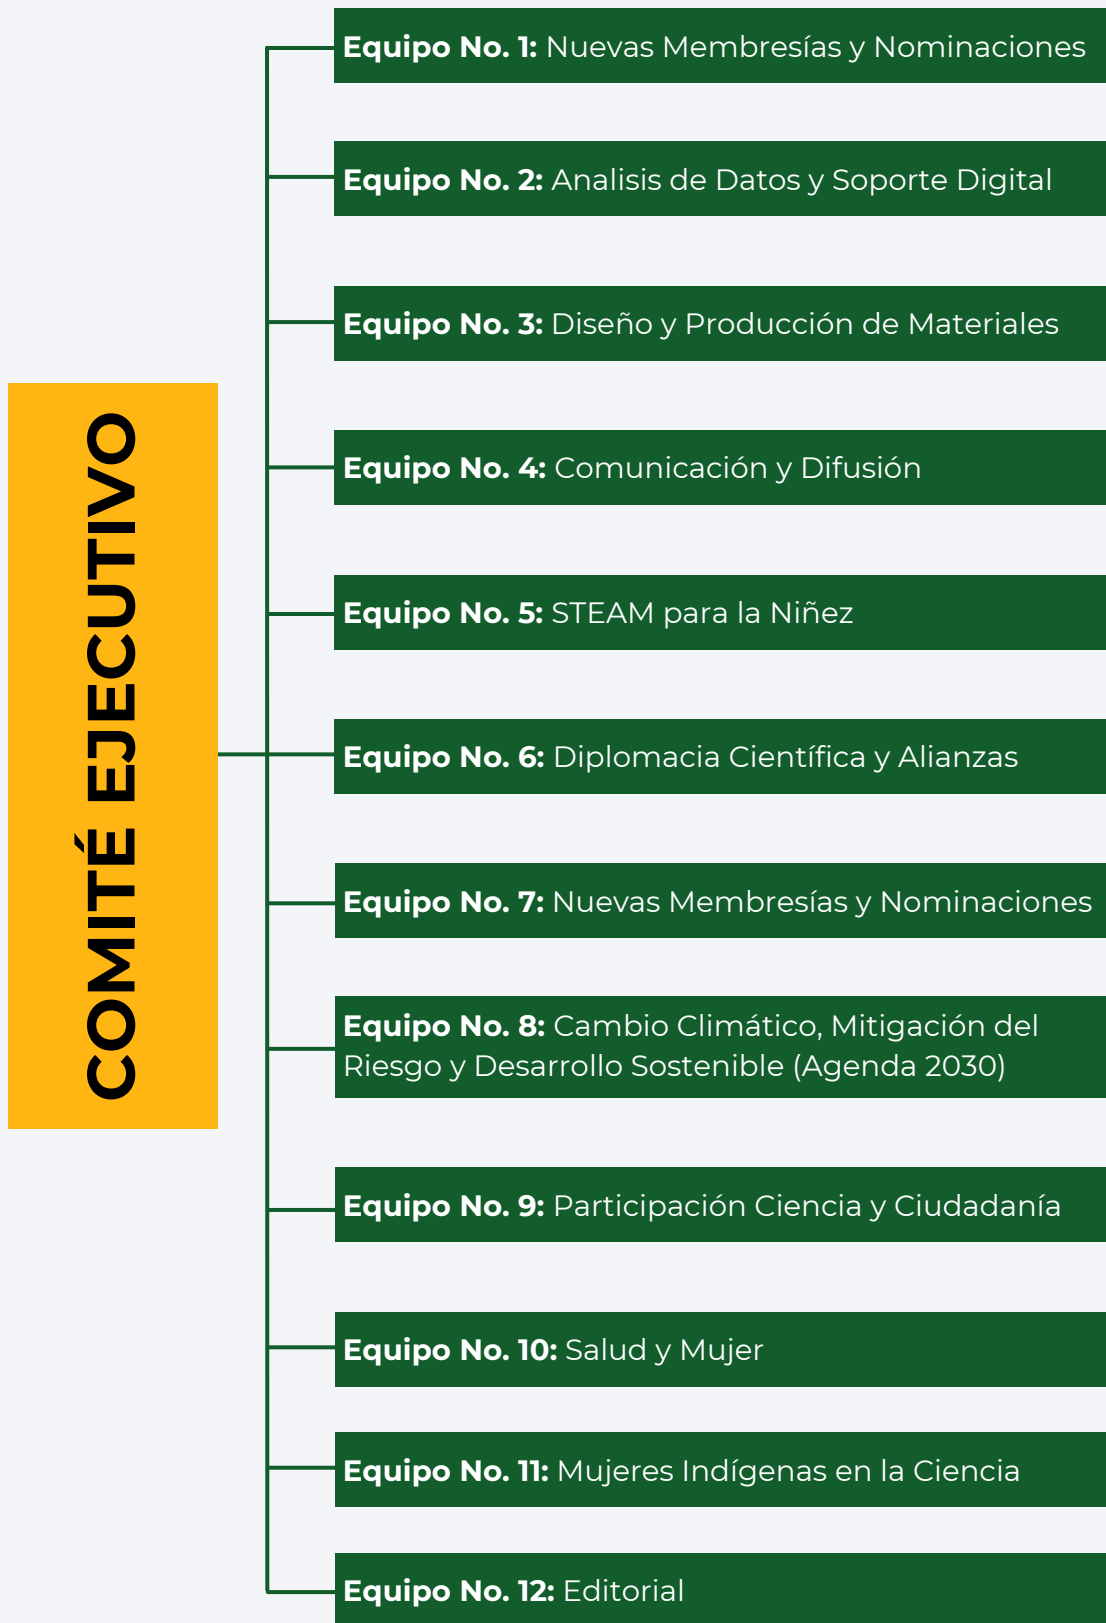 COMITÉ EJECUTIVO
Equipo No. 1: Nuevas Membresías y Nominaciones
Equipo No. 2: Analisis de Datos y Soporte Digital
Equipo No. 3: Diseño y Producción de Materiales
Equipo No. 4: Comunicación y Difusión
Equipo No. 5: STEAM para la Niñez
Equipo No. 6: Diplomacia Científica y Alianzas
Equipo No. 7: Nuevas Membresías y Nominaciones
Equipo No. 8: Cambio Climático, Mitigación del
Riesgo y Desarrollo Sostenible (Agenda 2030)
Equipo No. 9: Participación Ciencia y Ciudadanía
Equipo No. 10: Salud y Mujer
Equipo No. 11: Mujeres Indígenas en la Ciencia
Equipo No. 12: Editorial